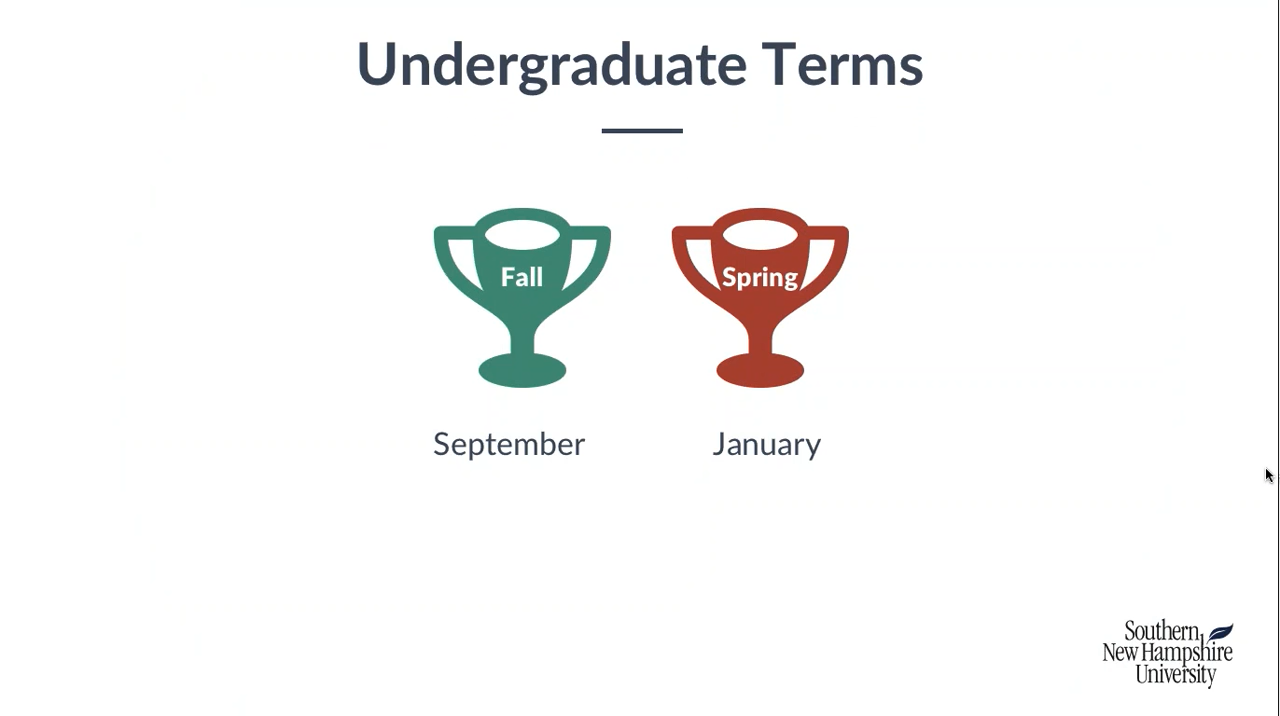 Undergraduate Terms
Fall
Spring
September
January
Southern
New Hampshire
University